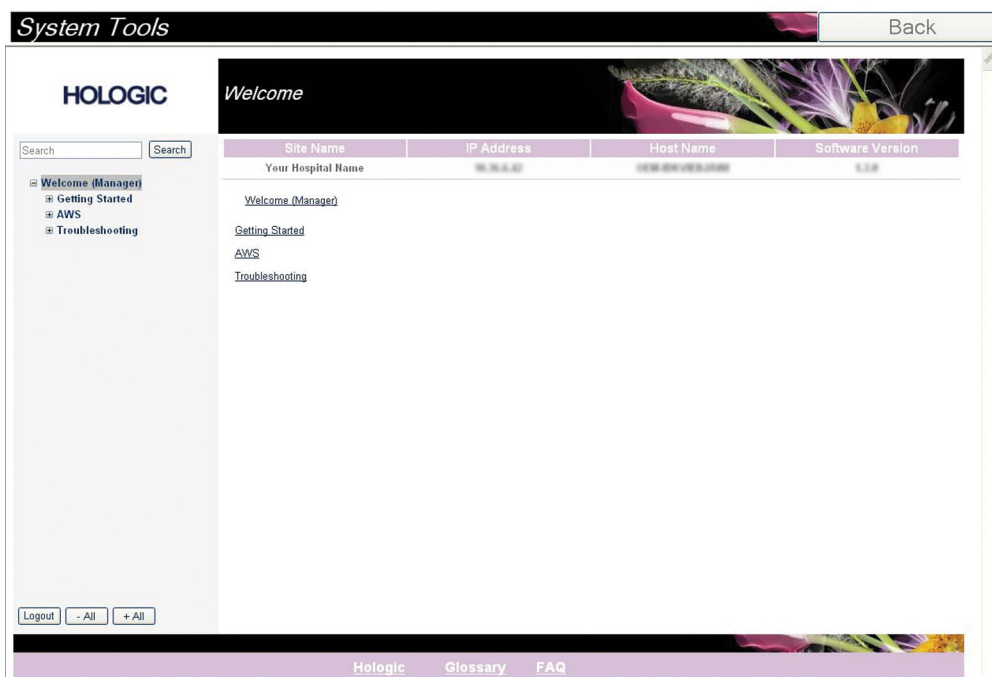 System Tools
Back
HOLOGIC
Welcome
Search
Search
Site Name IP Address Host Name Software Version
Your Hospital Name
Welcome (Manager)
Getting Started
AWS
Troubleshooting
Welcome (Manager)
Getting Started
AWS
Troubleshooting
Logout - All + All
Hologic Glossary FAQ